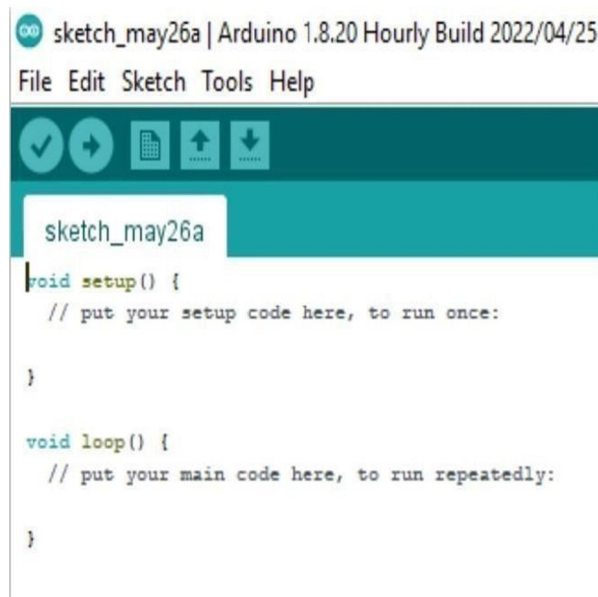 sketch_may26a | Arduino 1.8.20 Hourly Build 2022/04/25
File Edit Sketch Tools Help
sketch_may26a
void setup() {
  // put your setup code here, to run once:
}
void loop() {
  // put your main code here, to run repeatedly:
}